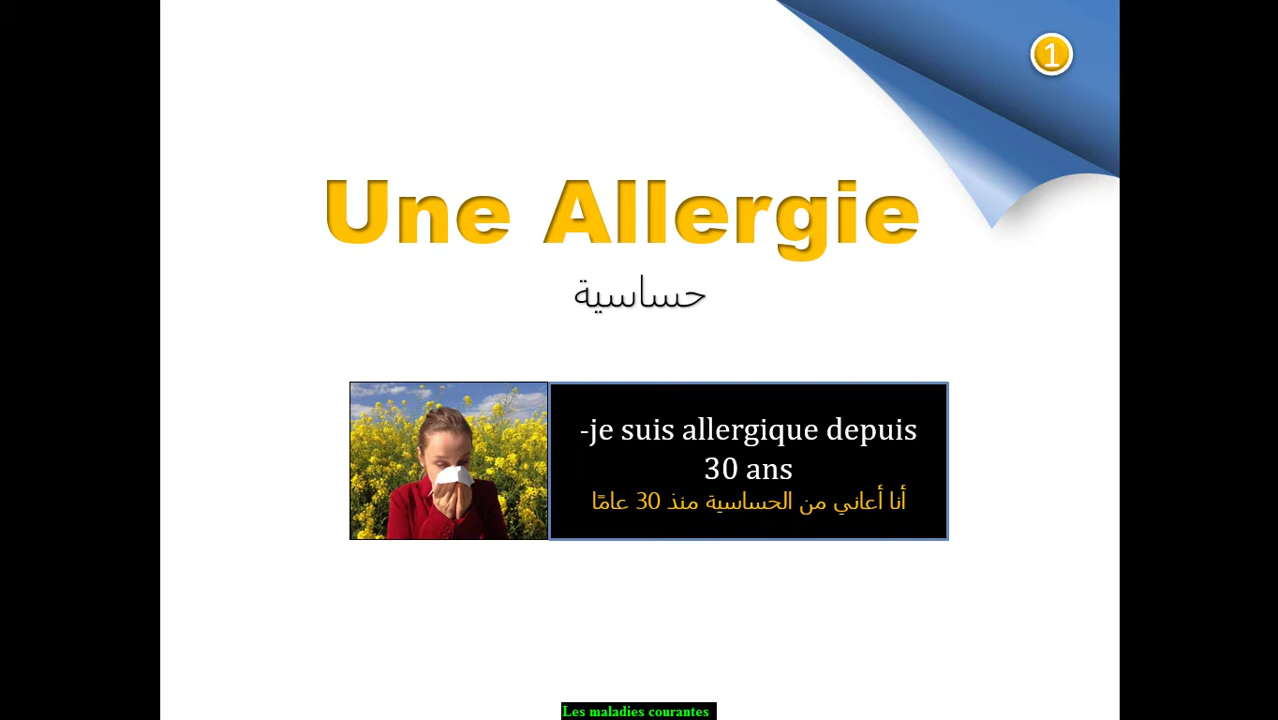 1
Une Allergie
حساسية
-je suis allergique depuis
30 ans
أنا أعاني من الحساسية منذ 30 عامًا
Les maladies courantes